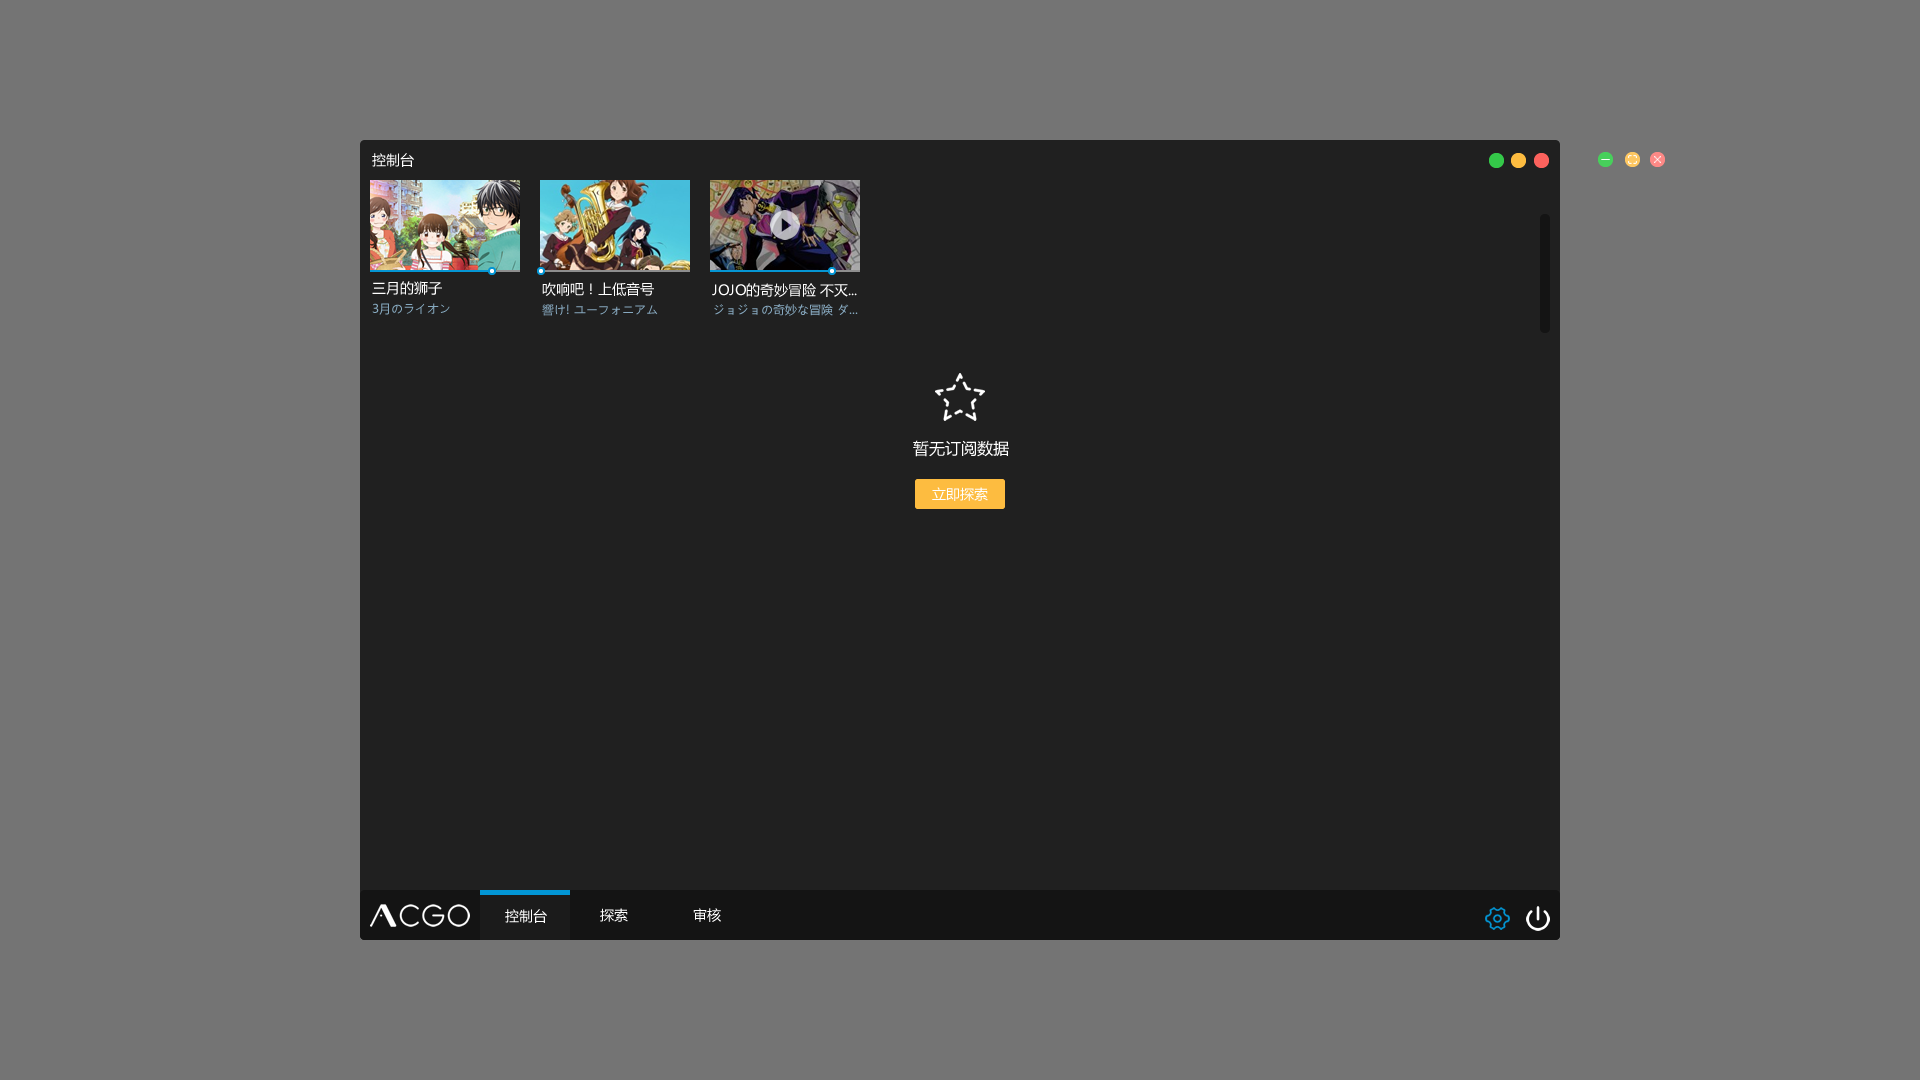 控制台
三月的狮子
3月のライオン
吹响吧！上低音号
響け! ユーフォニアム
JOJO的奇妙冒险 不灭...
ジョジョの奇妙な冒険 ダ...
暂无订阅数据
立即探索
ACGO
控制台
探索
审核